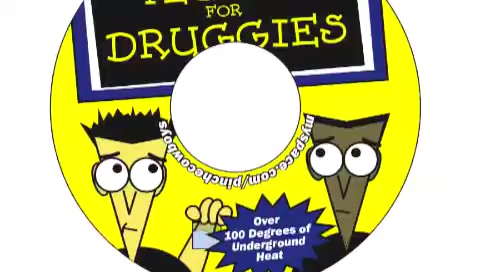 FOR
DRUGGIES
myspace.com/pinchecowboys
Over
100 Degrees of
Underground
Heat